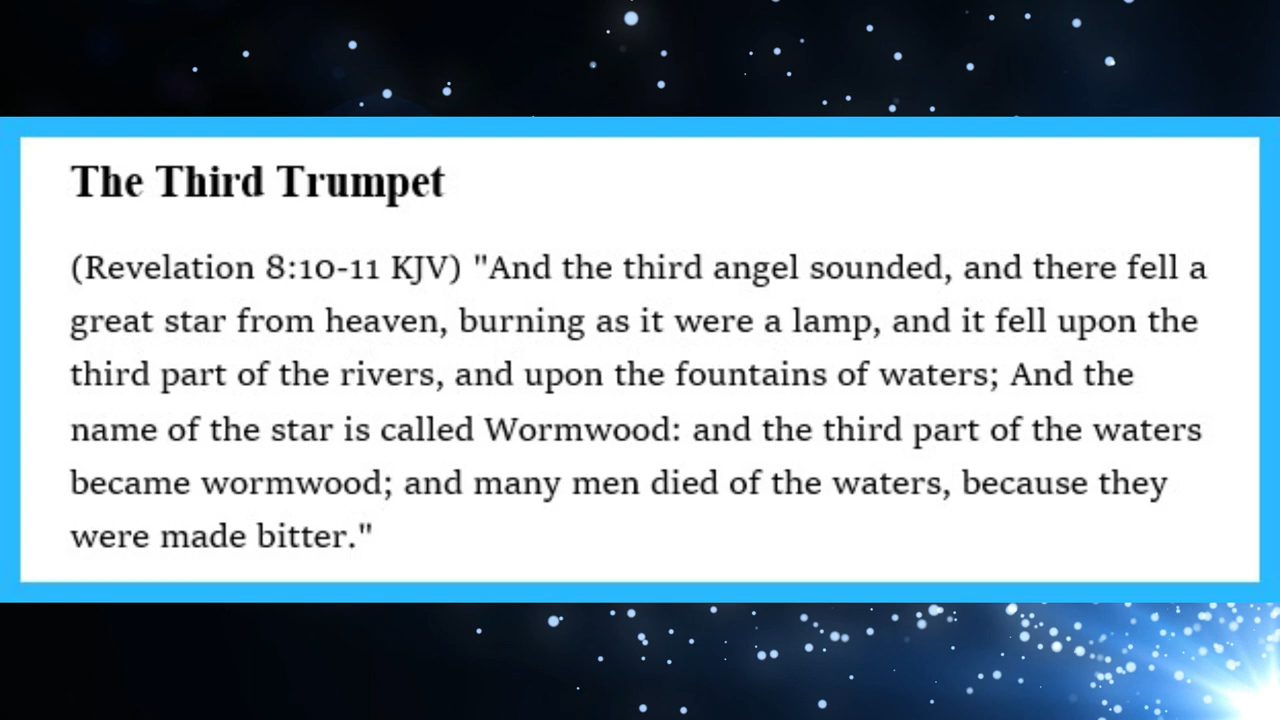 The Third Trumpet
(Revelation 8:10-11 KJV) "And the third angel sounded, and there fell a
great star from heaven, burning as it were a lamp, and it fell upon the
third part of the rivers, and upon the fountains of waters; And the
name of the star is called Wormwood: and the third part of the waters
became wormwood; and many men died of the waters, because they
were made bitter."